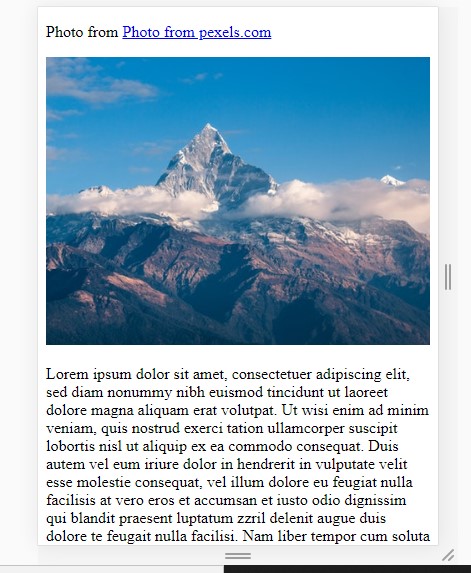 Photo from Photo from pexels.com
Lorem ipsum dolor sit amet, consectetuer adipiscing elit,
sed diam nonummy nibh euismod tincidunt ut laoreet
dolore magna aliquam erat volutpat. Ut wisi enim ad minim
veniam, quis nostrud exerci tation ullamcorper suscipit
lobortis nisl ut aliquip ex ea commodo consequat. Duis
autem vel eum iriure dolor in hendrerit in vulputate velit
esse molestie consequat, vel illum dolore eu feugiat nulla
facilisis at vero eros et accumsan et iusto odio dignissim
qui blandit praesent luptatum zzril delenit augue duis
dolore te feugait nulla facilisi. Nam liber tempor cum soluta